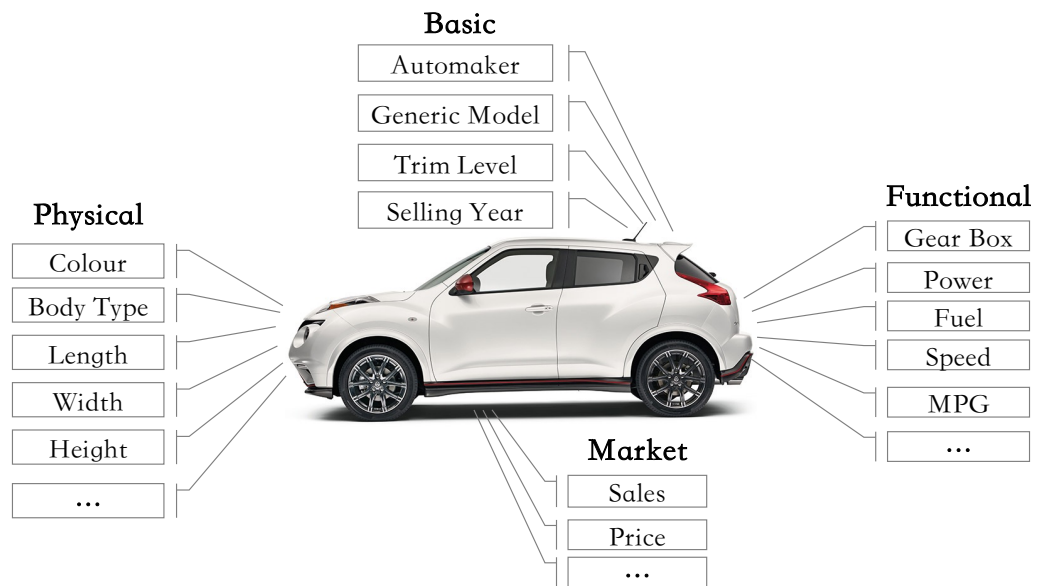 Basic
Automaker
Generic Model
Trim Level
Selling Year
Physical
Colour
Body Type
Length
Width
Height
...
Functional
Gear Box
Power
Fuel
Speed
MPG
...
Market
Sales
Price
...